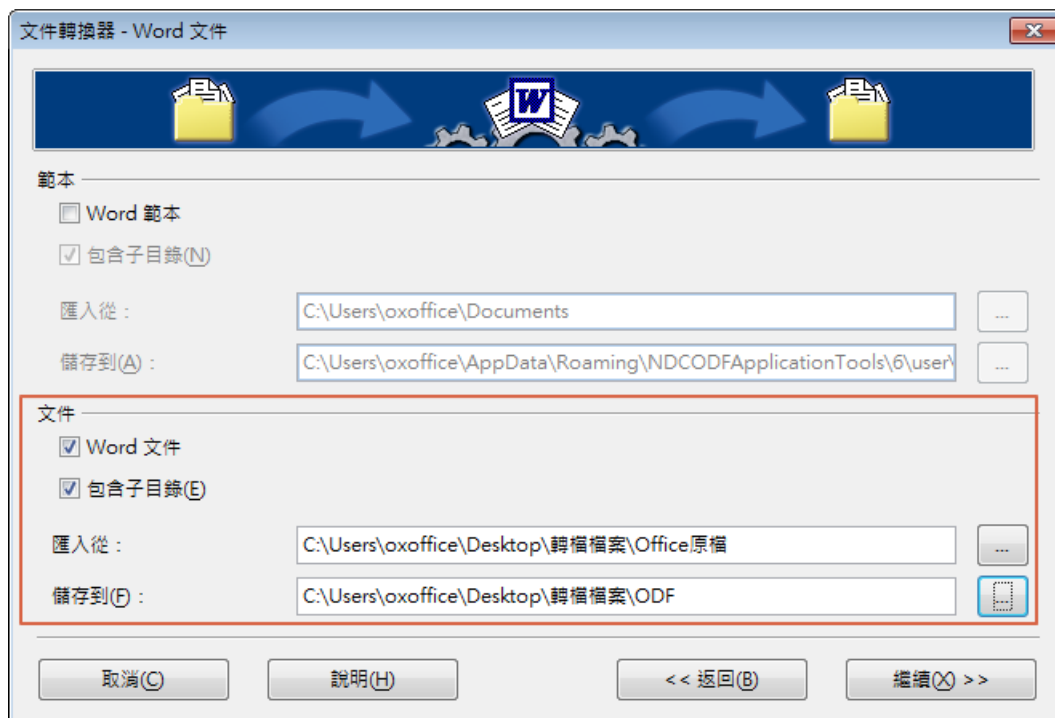 文件轉換器 - Word 文件
W
範本
Word 範本
包含子目錄(N)
匯入從：
C:\Users\oxoffice\Documents
...
儲存到(A)：
C:\Users\oxoffice\AppData\Roaming\NDCODFApplicationTools\6\user\
...
文件
Word 文件
包含子目錄(E)
匯入從：
C:\Users\oxoffice\Desktop\轉檔檔案\Office原檔
...
儲存到(F)：
C:\Users\oxoffice\Desktop\轉檔檔案\ODF
...
取消(C)
說明(H)
<< 返回(B)
繼續(X) >>